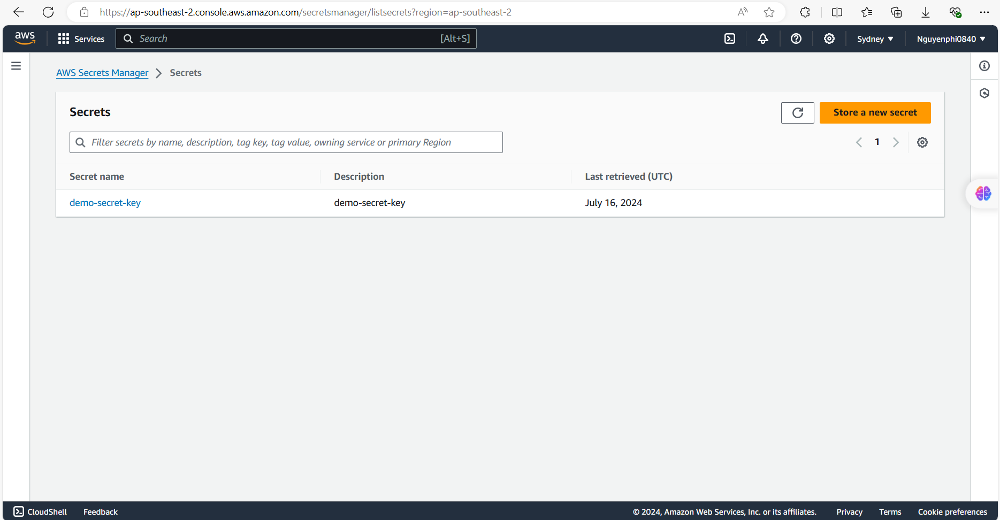 https://ap-southeast-2.console.aws.amazon.com/secretsmanager/listsecrets?region=ap-southeast-2
aws Services Search [Alt+S] Sydney Nguyenphi0840
AWS Secrets Manager Secrets
Secrets Store a new secret
Filter secrets by name, description, tag key, tag value, owning service or primary Region 1
Secret name Description Last retrieved (UTC)
demo-secret-key demo-secret-key July 16, 2024
CloudShell Feedback © 2024, Amazon Web Services, Inc. or its affiliates. Privacy Terms Cookie preferences